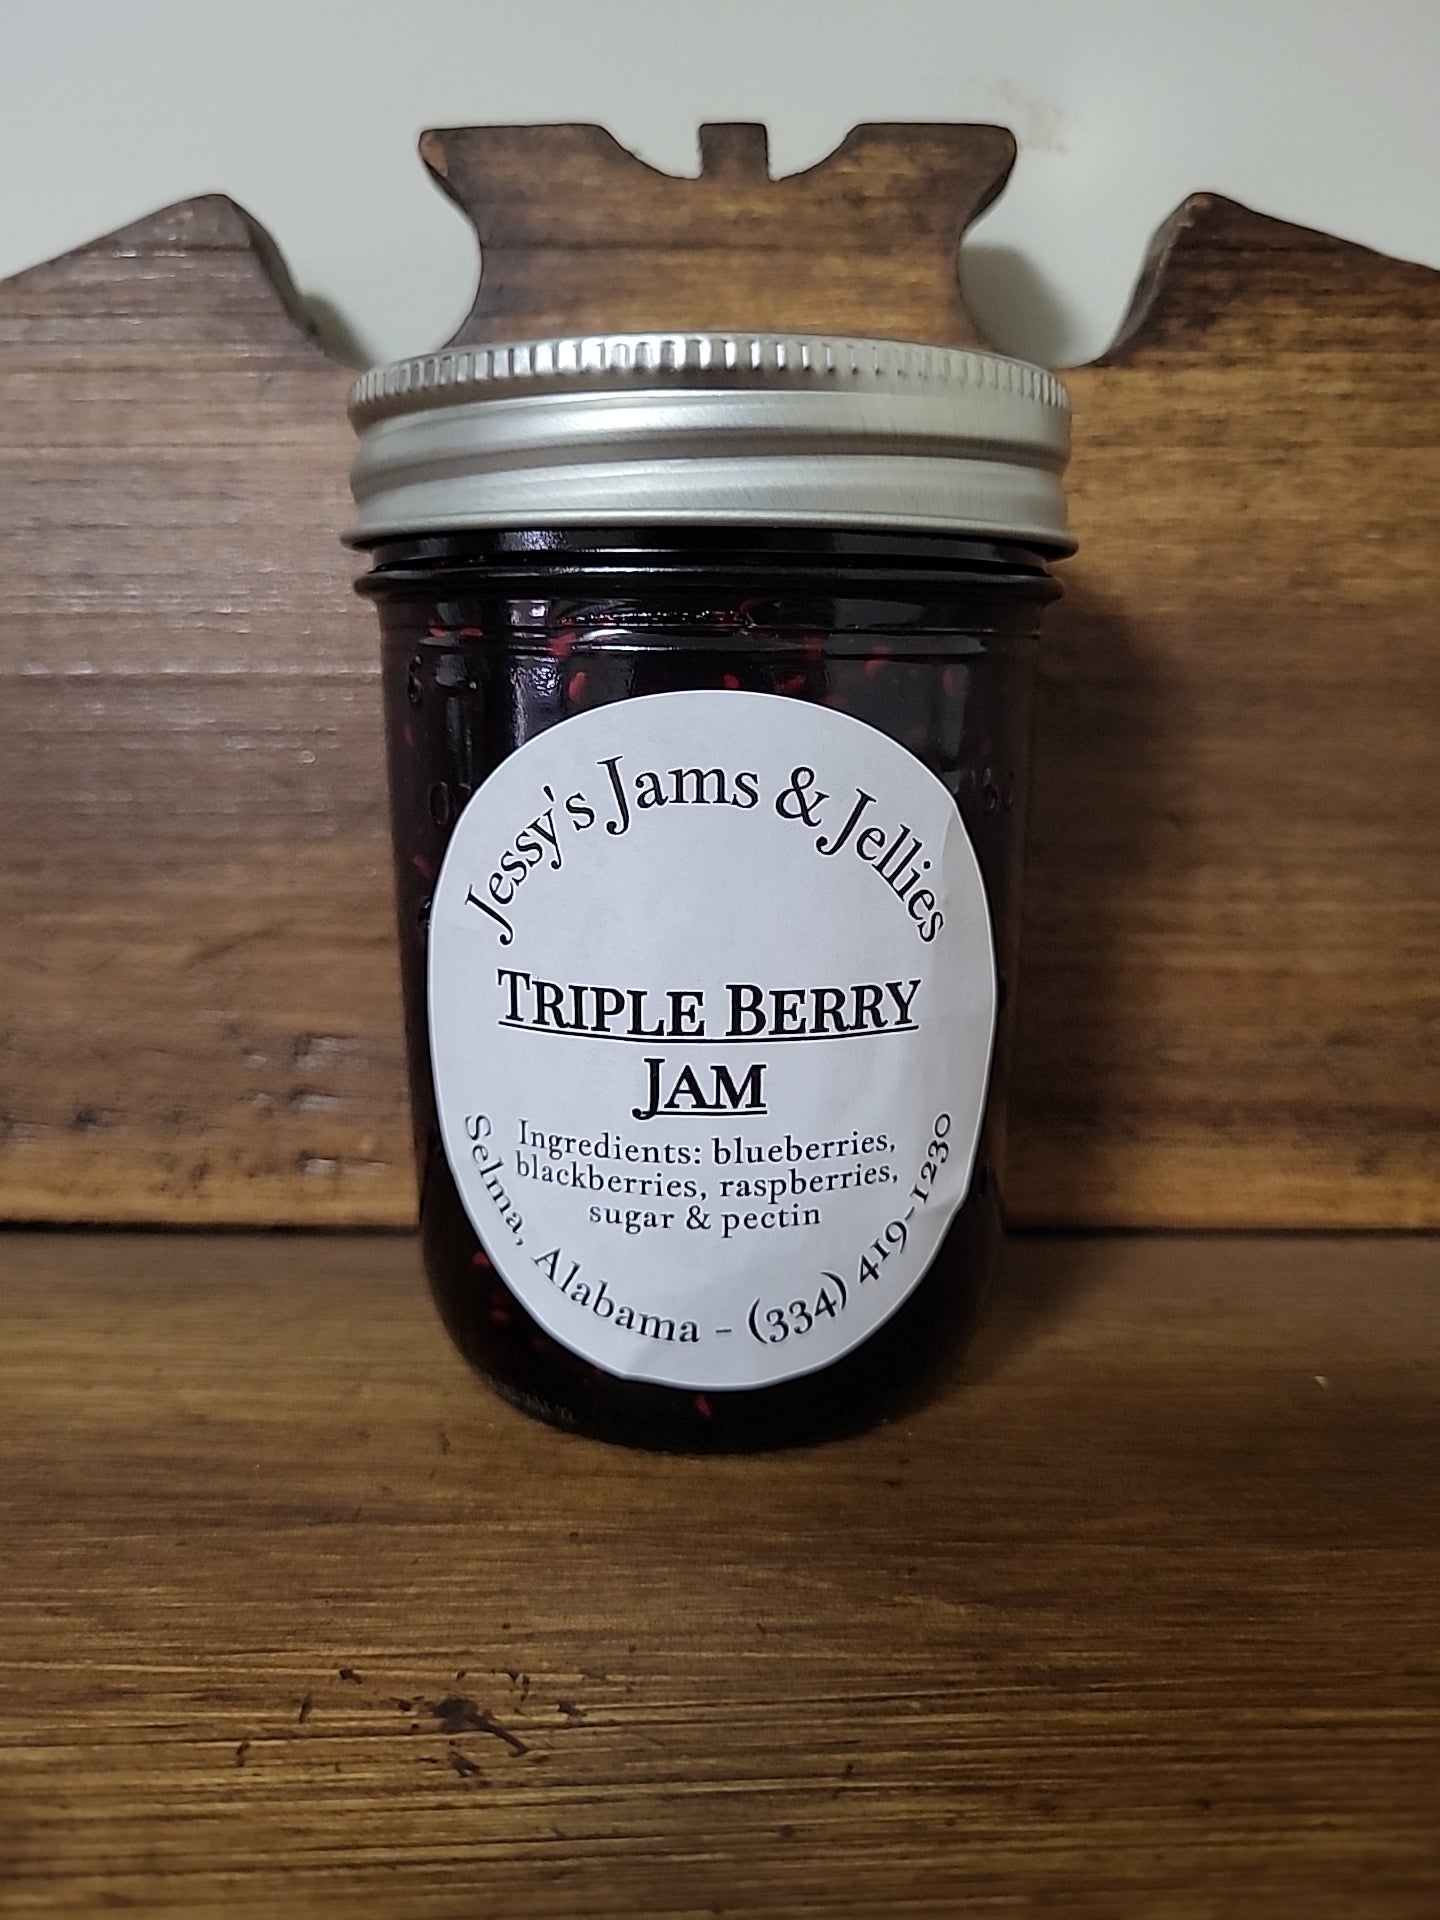 Jessy's Jams & Jellies
TRIPLE BERRY
JAM
Ingredients: blueberries,
blackberries, raspberries,
sugar & pectin
Selma, Alabama - (334) 419-1230